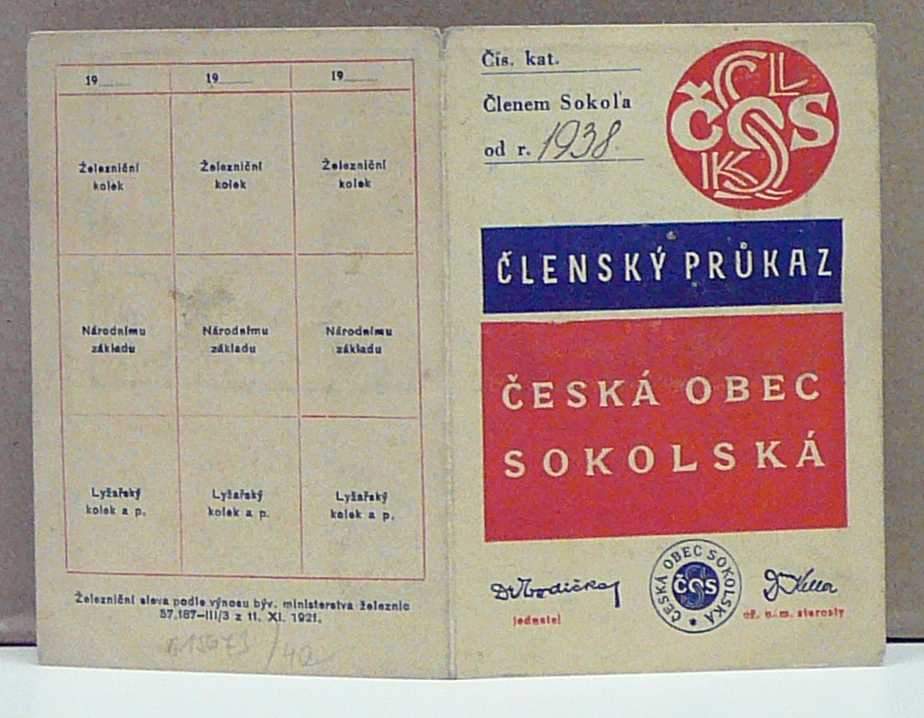 19
19
19
Železniční
kolek
Železniční
kolek
Železniční
kolek
Národnímu
základu
Národnímu
základu
Národnímu
základu
Lyžařský
kolek a p.
Lyžařský
kolek a p.
Lyžařský
kolek a p.
Železniční sleva podle výnosu býv. ministerstva železnic
57.187–III/3 z 11. XI. 1921.
Čís. kat.
Členem Sokola
od r. 1938.
ČOS
ČLENSKÝ PRŮKAZ
ČESKÁ OBEC
SOKOLSKÁ
ČESKÁ OBEC SOKOLSKÁ
ČOS
jednatel
nám. starosty